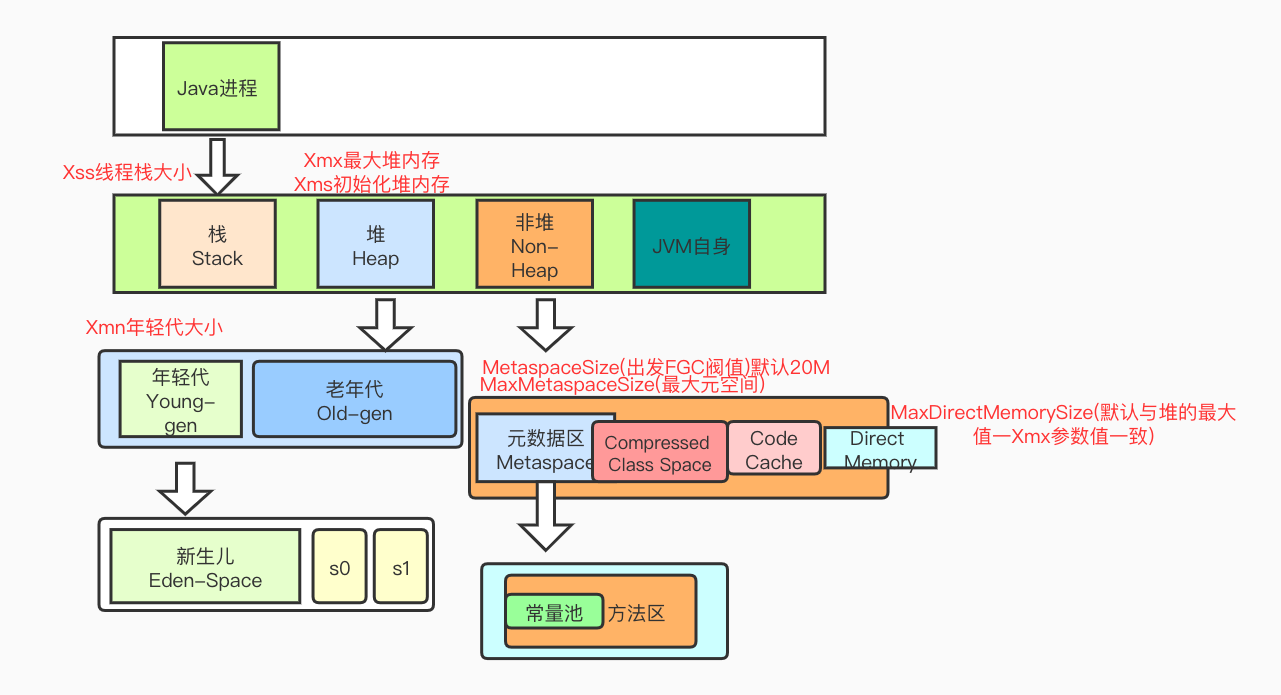 Java进程
Xss线程栈大小
Xmx最大堆内存
Xms初始化堆内存
栈
Stack
堆
Heap
非堆
Non-
Heap
JVM自身
Xmn年轻代大小
年轻代
Young-
gen
老年代
Old-gen
MetaspaceSize(出发FGC阀值)默认20M
MaxMetaspaceSize(最大元空间)
元数据区
Metaspace
Compressed
Class Space
Code
Cache
Direct
Memory
MaxDirectMemorySize(默认与堆的最大
值一Xmx参数值一致)
新生儿
Eden-Space
s0
s1
常量池
方法区